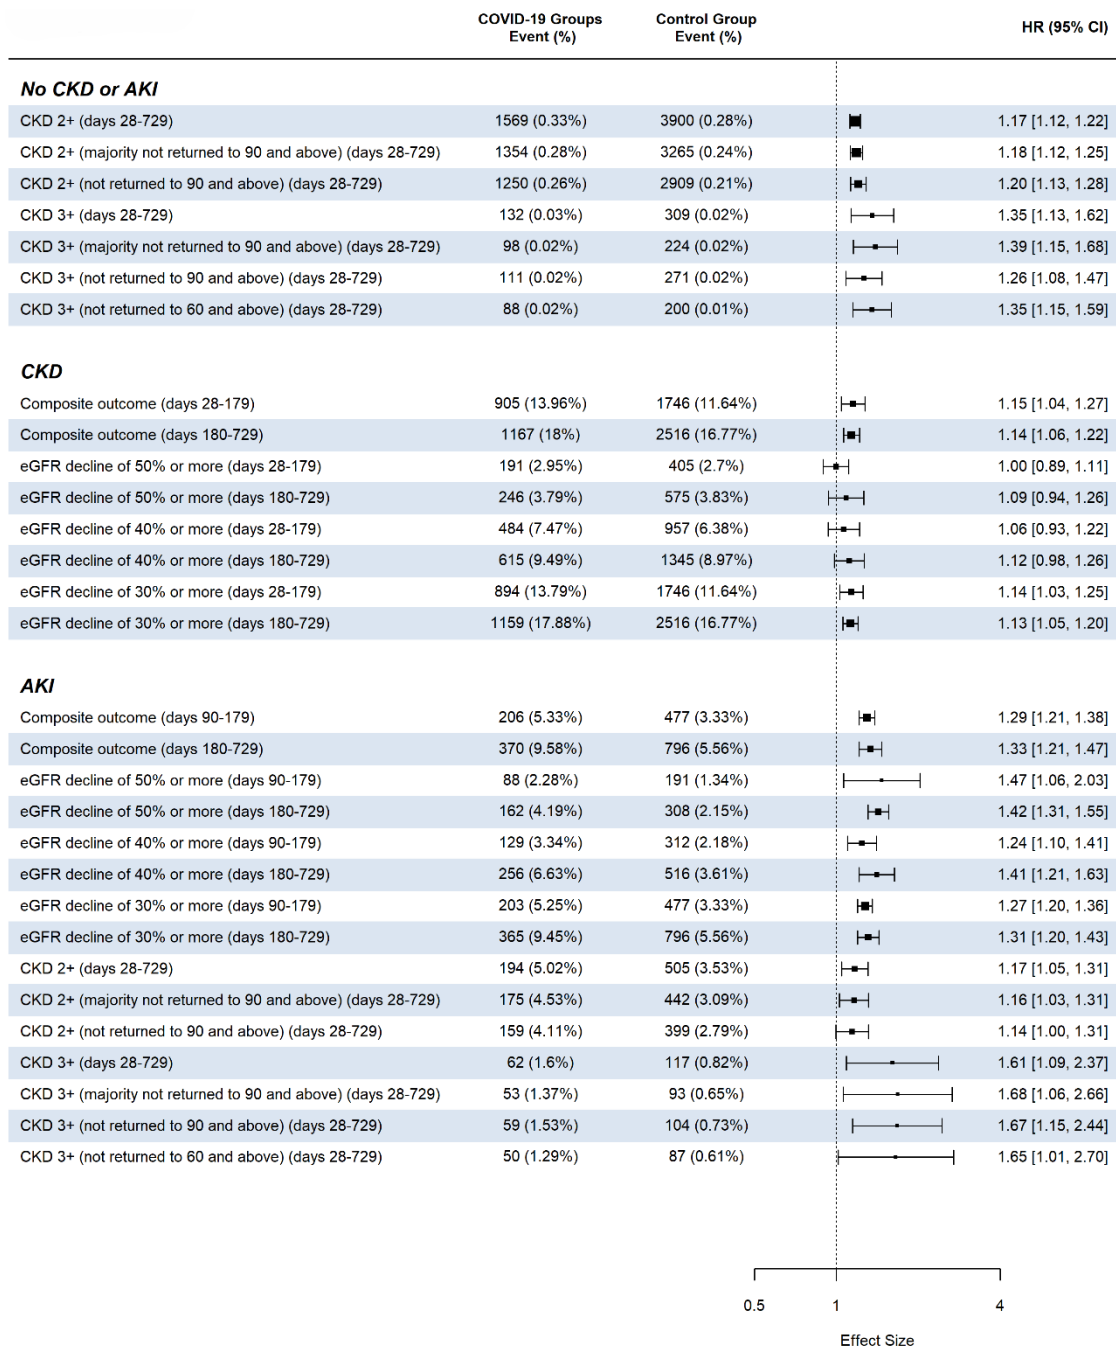 COVID-19 Groups Control Group
Event (%) Event (%) HR (95% CI)
No CKD or AKI
CKD 2+ (days 28-729) 1569 (0.33%) 3900 (0.28%) 1.17 [1.12, 1.22]
CKD 2+ (majority not returned to 90 and above) (days 28-729) 1354 (0.28%) 3265 (0.24%) 1.18 [1.12, 1.25]
CKD 2+ (not returned to 90 and above) (days 28-729) 1250 (0.26%) 2909 (0.21%) 1.20 [1.13, 1.28]
CKD 3+ (days 28-729) 132 (0.03%) 309 (0.02%) 1.35 [1.13, 1.62]
CKD 3+ (majority not returned to 90 and above) (days 28-729) 98 (0.02%) 224 (0.02%) 1.39 [1.15, 1.68]
CKD 3+ (not returned to 90 and above) (days 28-729) 111 (0.02%) 271 (0.02%) 1.26 [1.08, 1.47]
CKD 3+ (not returned to 60 and above) (days 28-729) 88 (0.02%) 200 (0.01%) 1.35 [1.15, 1.59]
CKD
Composite outcome (days 28-179) 905 (13.96%) 1746 (11.64%) 1.15 [1.04, 1.27]
Composite outcome (days 180-729) 1167 (18%) 2516 (16.77%) 1.14 [1.06, 1.22]
eGFR decline of 50% or more (days 28-179) 191 (2.95%) 405 (2.7%) 1.00 [0.89, 1.11]
eGFR decline of 50% or more (days 180-729) 246 (3.79%) 575 (3.83%) 1.09 [0.94, 1.26]
eGFR decline of 40% or more (days 28-179) 484 (7.47%) 957 (6.38%) 1.06 [0.93, 1.22]
eGFR decline of 40% or more (days 180-729) 615 (9.49%) 1345 (8.97%) 1.12 [0.98, 1.26]
eGFR decline of 30% or more (days 28-179) 894 (13.79%) 1746 (11.64%) 1.14 [1.03, 1.25]
eGFR decline of 30% or more (days 180-729) 1159 (17.88%) 2516 (16.77%) 1.13 [1.05, 1.20]
AKI
Composite outcome (days 90-179) 206 (5.33%) 477 (3.33%) 1.29 [1.21, 1.38]
Composite outcome (days 180-729) 370 (9.58%) 796 (5.56%) 1.33 [1.21, 1.47]
eGFR decline of 50% or more (days 90-179) 88 (2.28%) 191 (1.34%) 1.47 [1.06, 2.03]
eGFR decline of 50% or more (days 180-729) 162 (4.19%) 308 (2.15%) 1.42 [1.31, 1.55]
eGFR decline of 40% or more (days 90-179) 129 (3.34%) 312 (2.18%) 1.24 [1.10, 1.41]
eGFR decline of 40% or more (days 180-729) 256 (6.63%) 516 (3.61%) 1.41 [1.21, 1.63]
eGFR decline of 30% or more (days 90-179) 203 (5.25%) 477 (3.33%) 1.27 [1.20, 1.36]
eGFR decline of 30% or more (days 180-729) 365 (9.45%) 796 (5.56%) 1.31 [1.20, 1.43]
CKD 2+ (days 28-729) 194 (5.02%) 505 (3.53%) 1.17 [1.05, 1.31]
CKD 2+ (majority not returned to 90 and above) (days 28-729) 175 (4.53%) 442 (3.09%) 1.16 [1.03, 1.31]
CKD 2+ (not returned to 90 and above) (days 28-729) 159 (4.11%) 399 (2.79%) 1.14 [1.00, 1.31]
CKD 3+ (days 28-729) 62 (1.6%) 117 (0.82%) 1.61 [1.09, 2.37]
CKD 3+ (majority not returned to 90 and above) (days 28-729) 53 (1.37%) 93 (0.65%) 1.68 [1.06, 2.66]
CKD 3+ (not returned to 90 and above) (days 28-729) 59 (1.53%) 104 (0.73%) 1.67 [1.15, 2.44]
CKD 3+ (not returned to 60 and above) (days 28-729) 50 (1.29%) 87 (0.61%) 1.65 [1.01, 2.70]
0.5 1 4
Effect Size